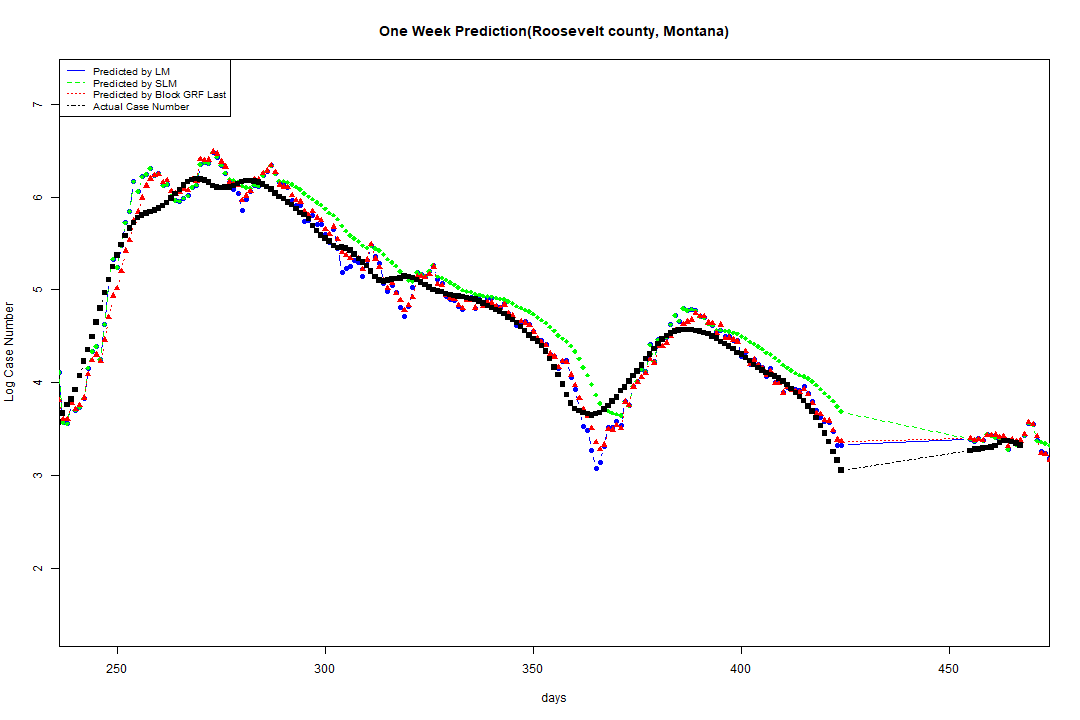 One Week Prediction(Roosevelt county, Montana)
Predicted by LM
Predicted by SLM
Predicted by Block GRF Last
Actual Case Number
7
6
5
4
3
2
Log Case Number
250 300 350 400 450
days